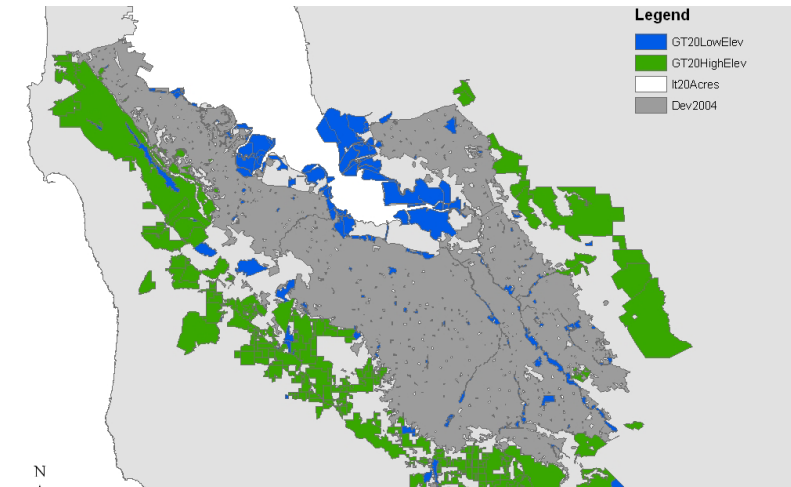 Legend
GT20LowElev
GT20HighElev
lt20Acres
Dev2004
N